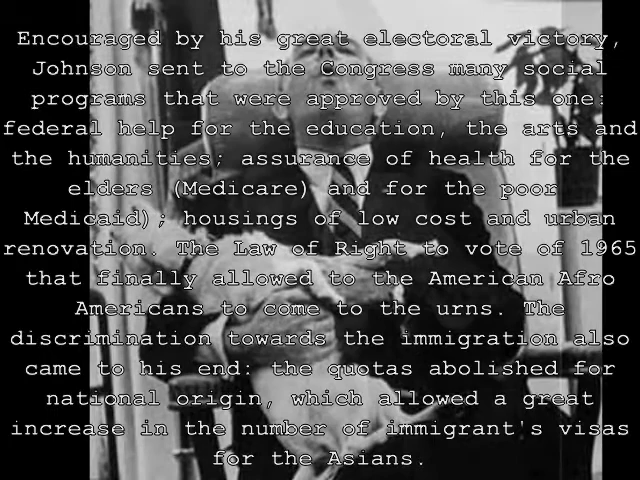 Encouraged by his great electoral victory,
Johnson sent to the Congress many social
programs that were approved by this one:
federal help for the education, the arts and
the humanities; assurance of health for the
elders (Medicare) and for the poor
Medicaid); housings of low cost and urban
renovation. The Law of Right to vote of 1965
that finally allowed to the American Afro
Americans to come to the urns. The
discrimination towards the immigration also
came to his end: the quotas abolished for
national origin, which allowed a great
increase in the number of immigrant's visas
for the Asians.